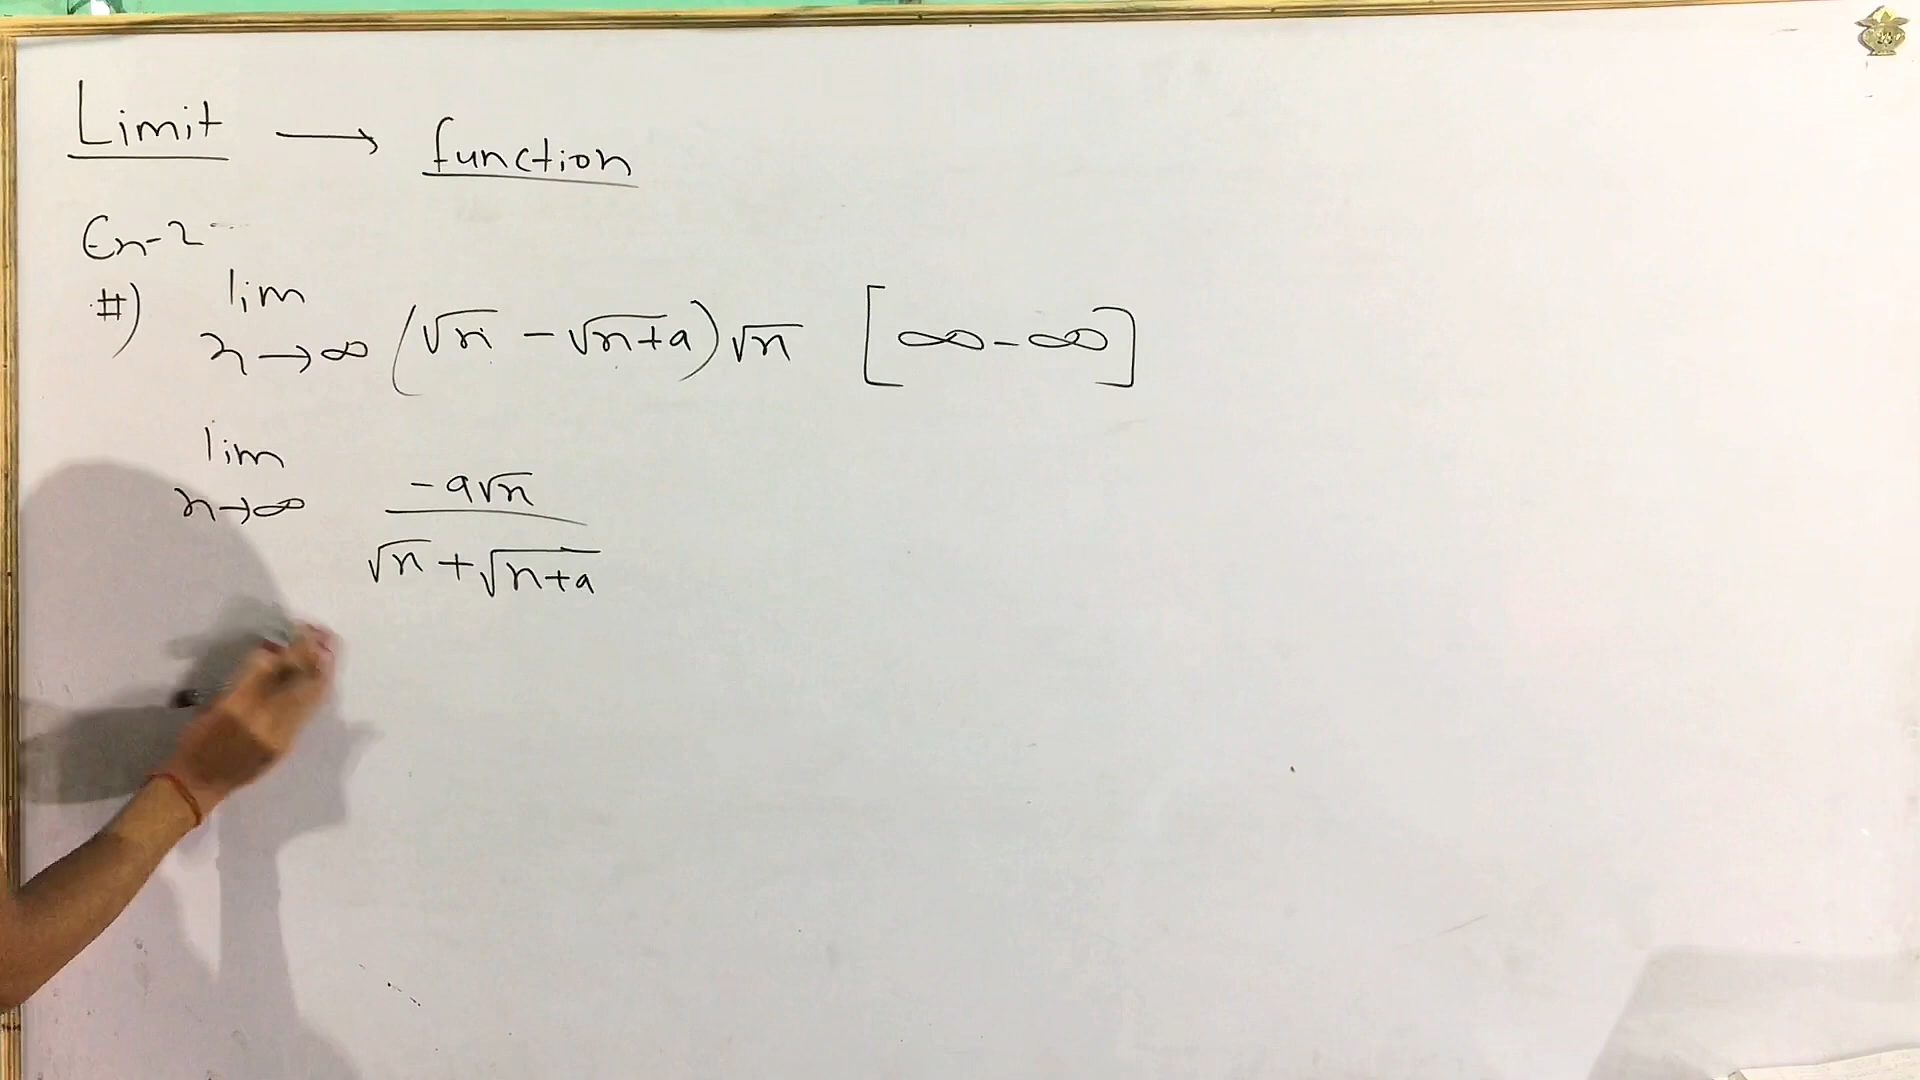 Limit → function
Ex-2
#) lim x→∞ (√x - √x+a)√x [∞-∞]
lim x→∞ -a√x / √x + √x+a